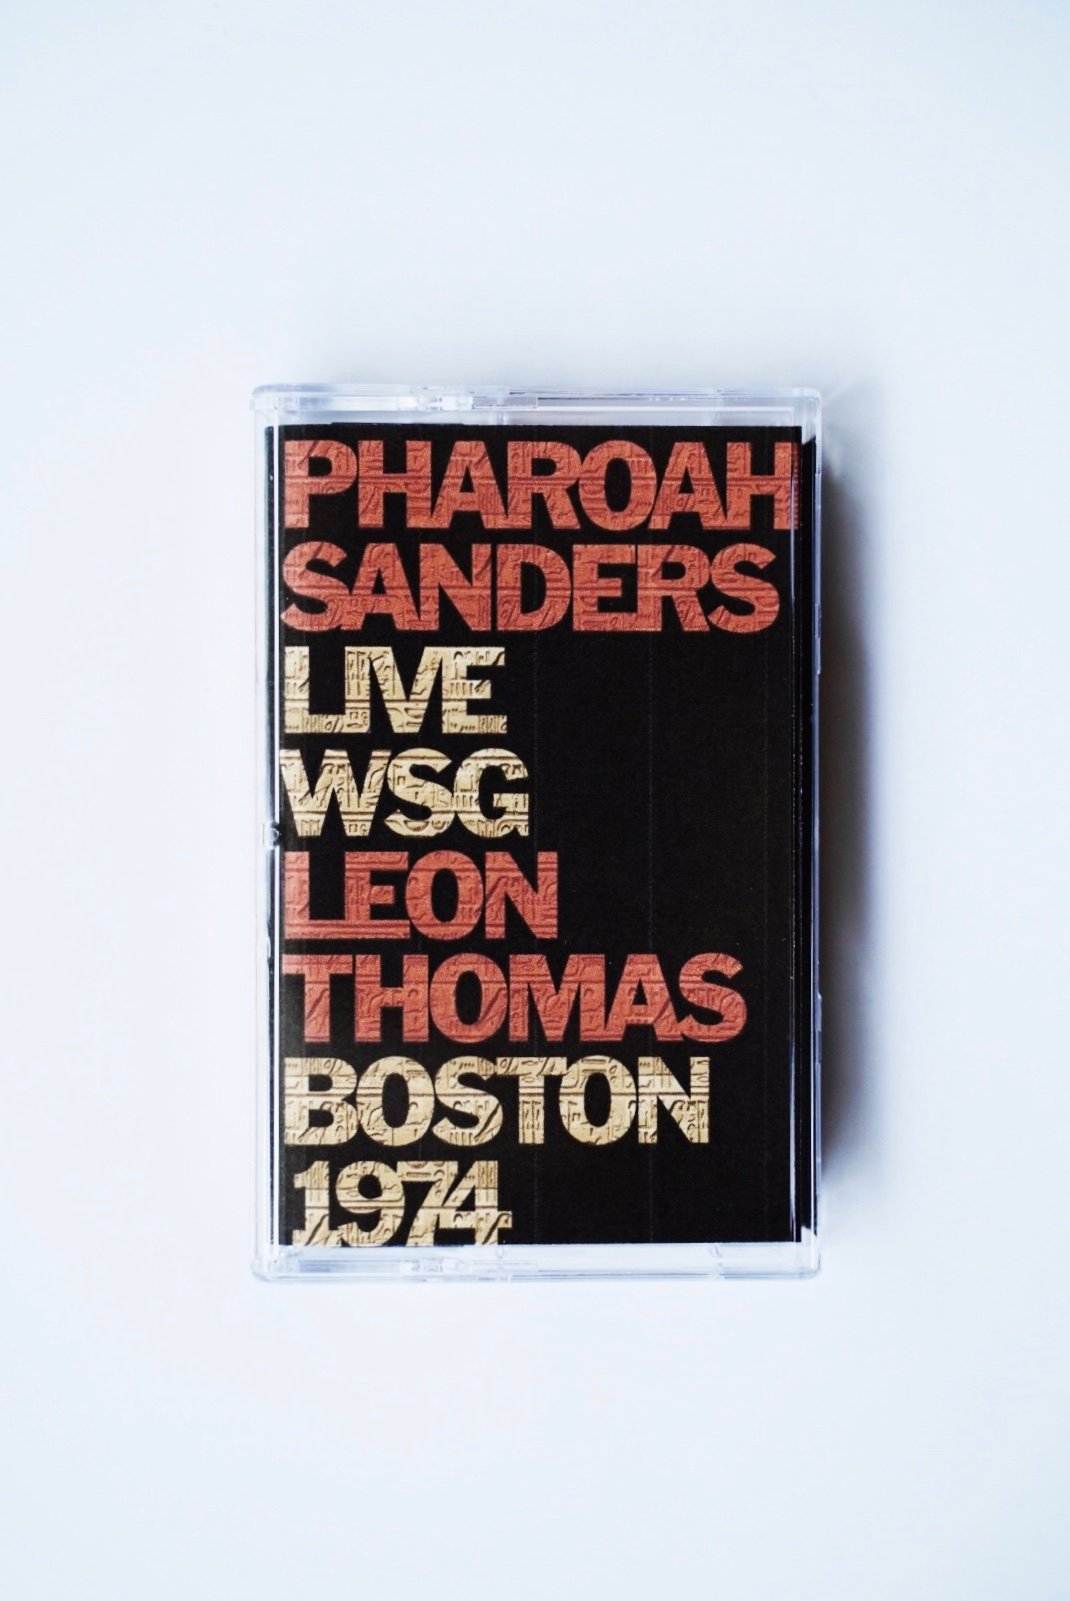 PHAROAH
SANDERS
LIVE
WSG
LEON
THOMAS
BOSTON
1974